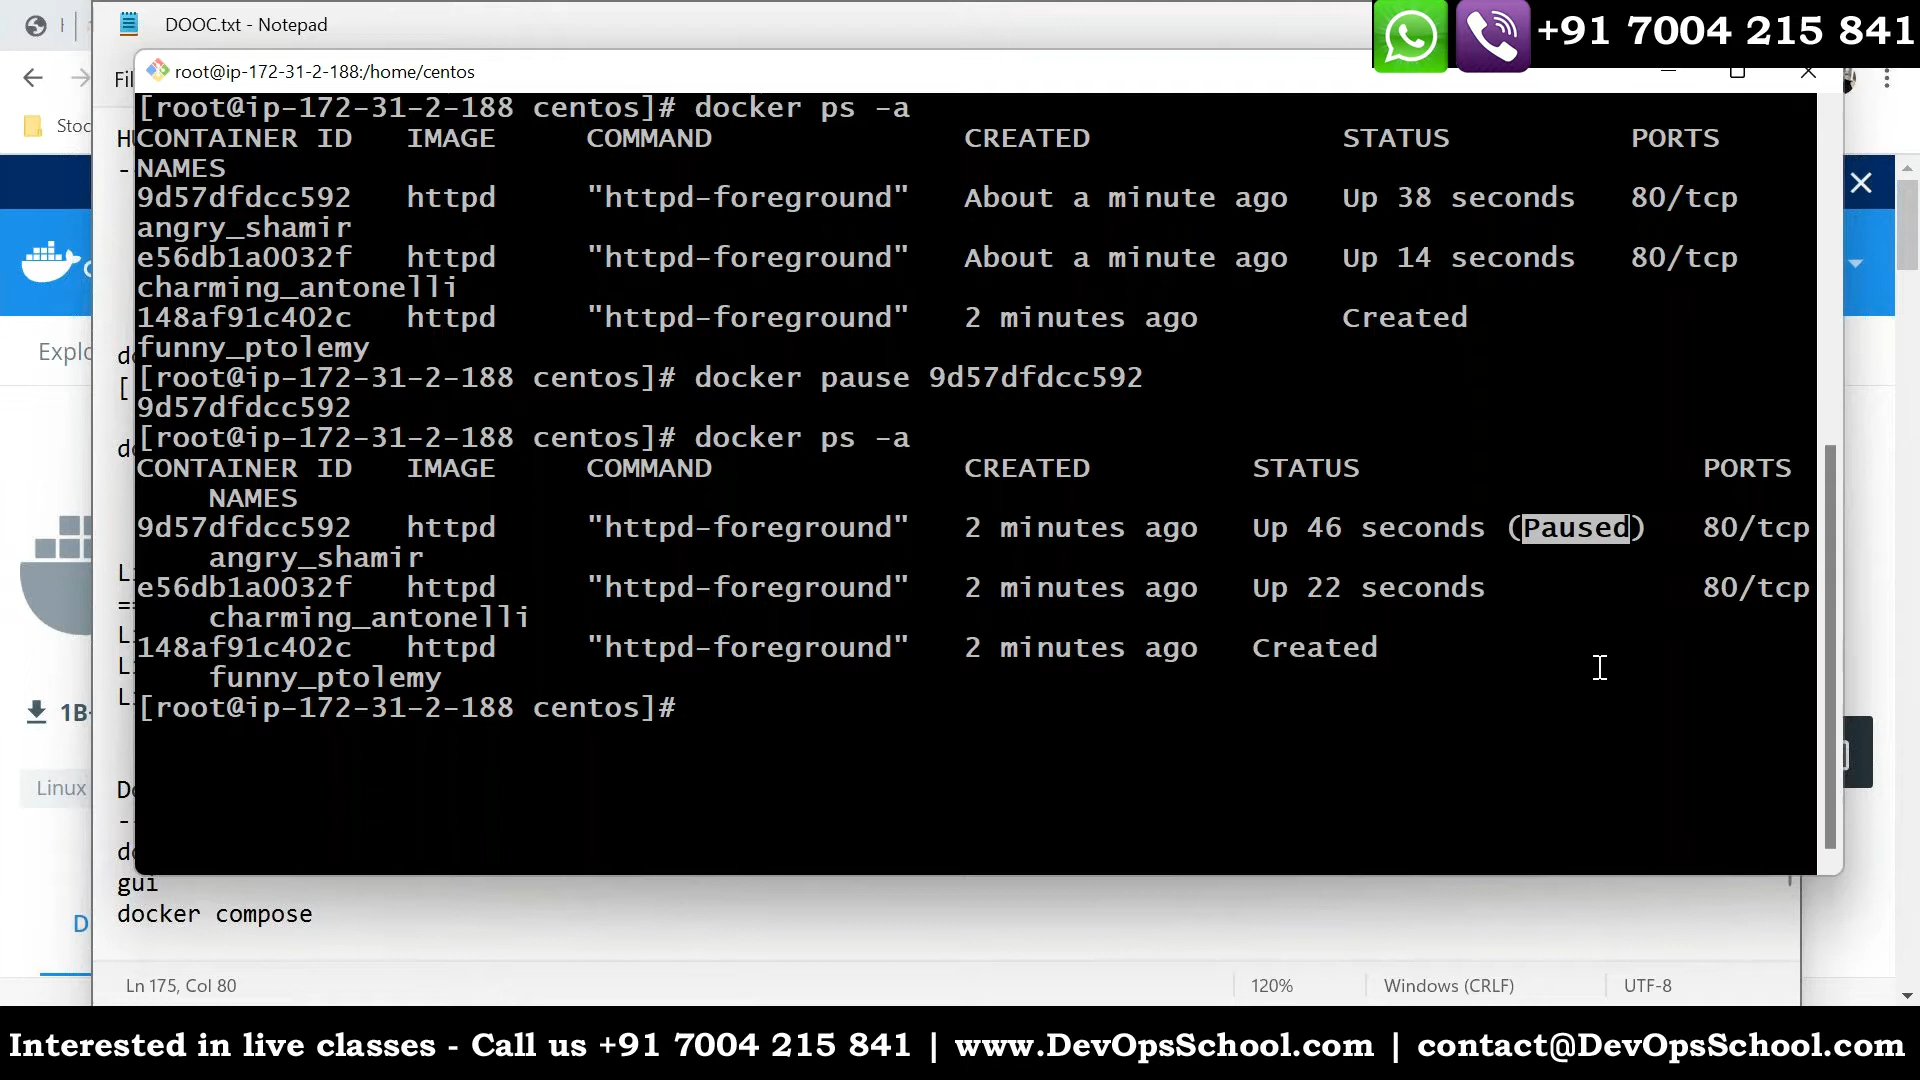 DOOC.txt - Notepad
+91 7004 215 841
root@ip-172-31-2-188:/home/centos
[root@ip-172-31-2-188 centos]# docker ps -a
CONTAINER ID IMAGE COMMAND CREATED STATUS PORTS
NAMES
9d57dfdcc592 httpd "httpd-foreground" About a minute ago Up 38 seconds 80/tcp
angry_shamir
e56db1a0032f httpd "httpd-foreground" About a minute ago Up 14 seconds 80/tcp
charming_antonelli
148af91c402c httpd "httpd-foreground" 2 minutes ago Created
funny_ptolemy
[root@ip-172-31-2-188 centos]# docker pause 9d57dfdcc592
9d57dfdcc592
[root@ip-172-31-2-188 centos]# docker ps -a
CONTAINER ID IMAGE COMMAND CREATED STATUS PORTS
NAMES
9d57dfdcc592 httpd "httpd-foreground" 2 minutes ago Up 46 seconds (Paused) 80/tcp
angry_shamir
e56db1a0032f httpd "httpd-foreground" 2 minutes ago Up 22 seconds 80/tcp
charming_antonelli
148af91c402c httpd "httpd-foreground" 2 minutes ago Created
funny_ptolemy
[root@ip-172-31-2-188 centos]#
1B
Linux
gui
docker compose
Ln 175, Col 80 120% Windows (CRLF) UTF-8
Interested in live classes - Call us +91 7004 215 841 | www.DevOpsSchool.com | contact@DevOpsSchool.com